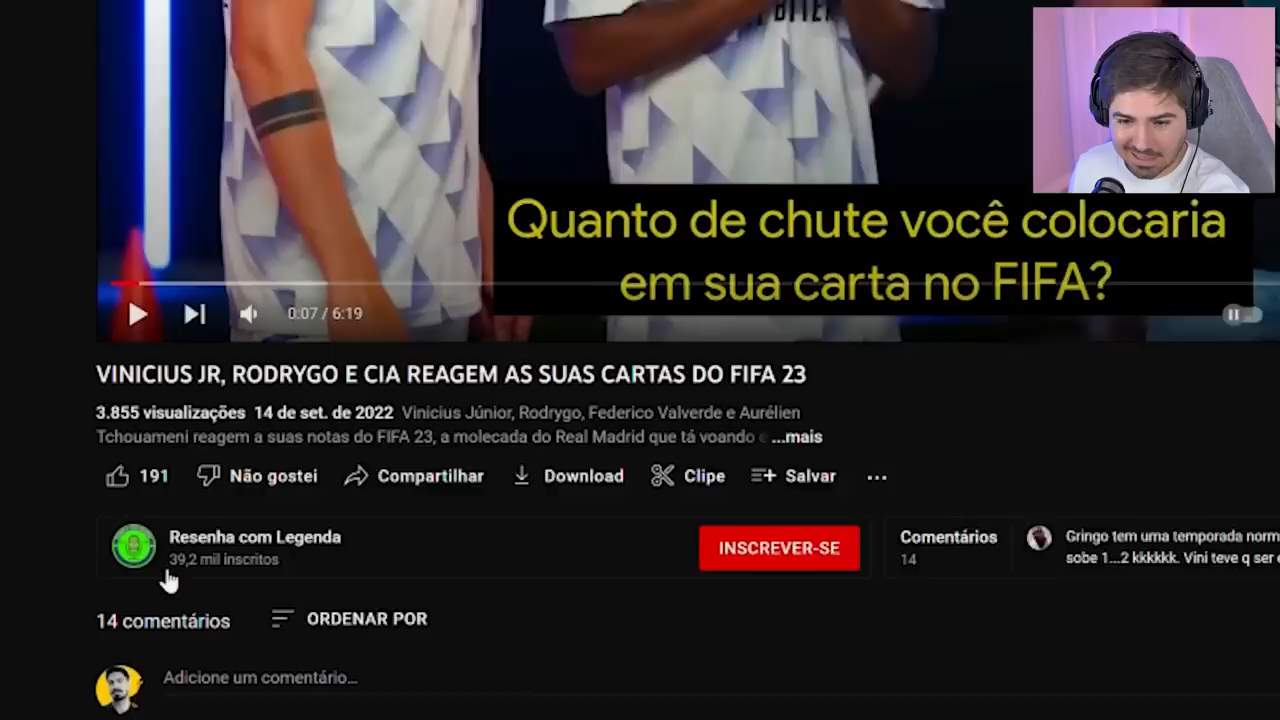 Quanto de chute você colocaria
em sua carta no FIFA?
0:07 / 6:19
VINICIUS JR, RODRYGO E CIA REAGEM AS SUAS CARTAS DO FIFA 23
3.855 visualizações 14 de set. de 2022 Vinicius Júnior, Rodrygo, Federico Valverde e Aurélien
Tchouameni reagem a suas notas do FIFA 23, a molecada do Real Madrid que tá voando e ...mais
191 Não gostei Compartilhar Download Clipe Salvar ...
Resenha com Legenda
39,2 mil inscritos
INSCREVER-SE
Comentários
14
Gringo tem uma temporada norm
sobe 1...2 kkkkkk. Vini teve q ser
14 comentários
ORDENAR POR
Adicione um comentário...